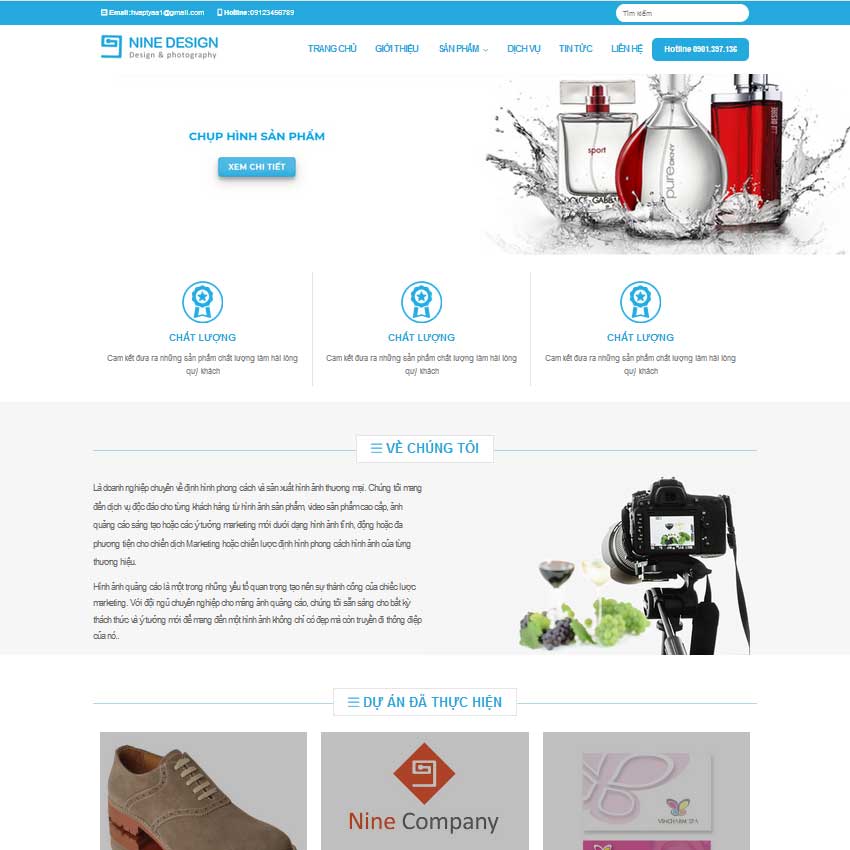 Email: hvaptyaa1@gmail.com Hotline: 09123456789
Tìm kiếm
NINE DESIGN
Design & photography
TRANG CHỦ GIỚI THIỆU SẢN PHẨM DỊCH VỤ TIN TỨC LIÊN HỆ Hotline 0901.397.136
CHỤP HÌNH SẢN PHẨM
XEM CHI TIẾT
sport
DOLCE & GABBANA
pure DKNY
DESIRE
CHẤT LƯỢNG CHẤT LƯỢNG CHẤT LƯỢNG
Cam kết đưa ra những sản phẩm chất lượng làm hài lòng Cam kết đưa ra những sản phẩm chất lượng làm hài lòng Cam kết đưa ra những sản phẩm chất lượng làm hài lòng
quý khách quý khách quý khách
VỀ CHÚNG TÔI
Là doanh nghiệp chuyên về định hình phong cách và sản xuất hình ảnh thương mại. Chúng tôi mang
đến dịch vụ độc đáo cho từng khách hàng từ hình ảnh sản phẩm, video sản phẩm cao cấp, ảnh
quảng cáo sáng tạo hoặc các ý tưởng marketing mới dưới dạng hình ảnh tĩnh, động hoặc đa
phương tiện cho chiến dịch Marketing hoặc chiến lược định hình phong cách hình ảnh của từng
thương hiệu.
Hình ảnh quảng cáo là một trong những yếu tố quan trọng tạo nên sự thành công của chiếc lược
marketing. Với đội ngũ chuyên nghiệp cho mảng ảnh quảng cáo, chúng tôi sẵn sàng cho bất kỳ
thách thức và ý tưởng mới để mang đến một hình ảnh không chỉ có đẹp mà còn truyền đi thông điệp
của nó..
DỰ ÁN ĐÃ THỰC HIỆN
Nine Company
VINCHARM SPA